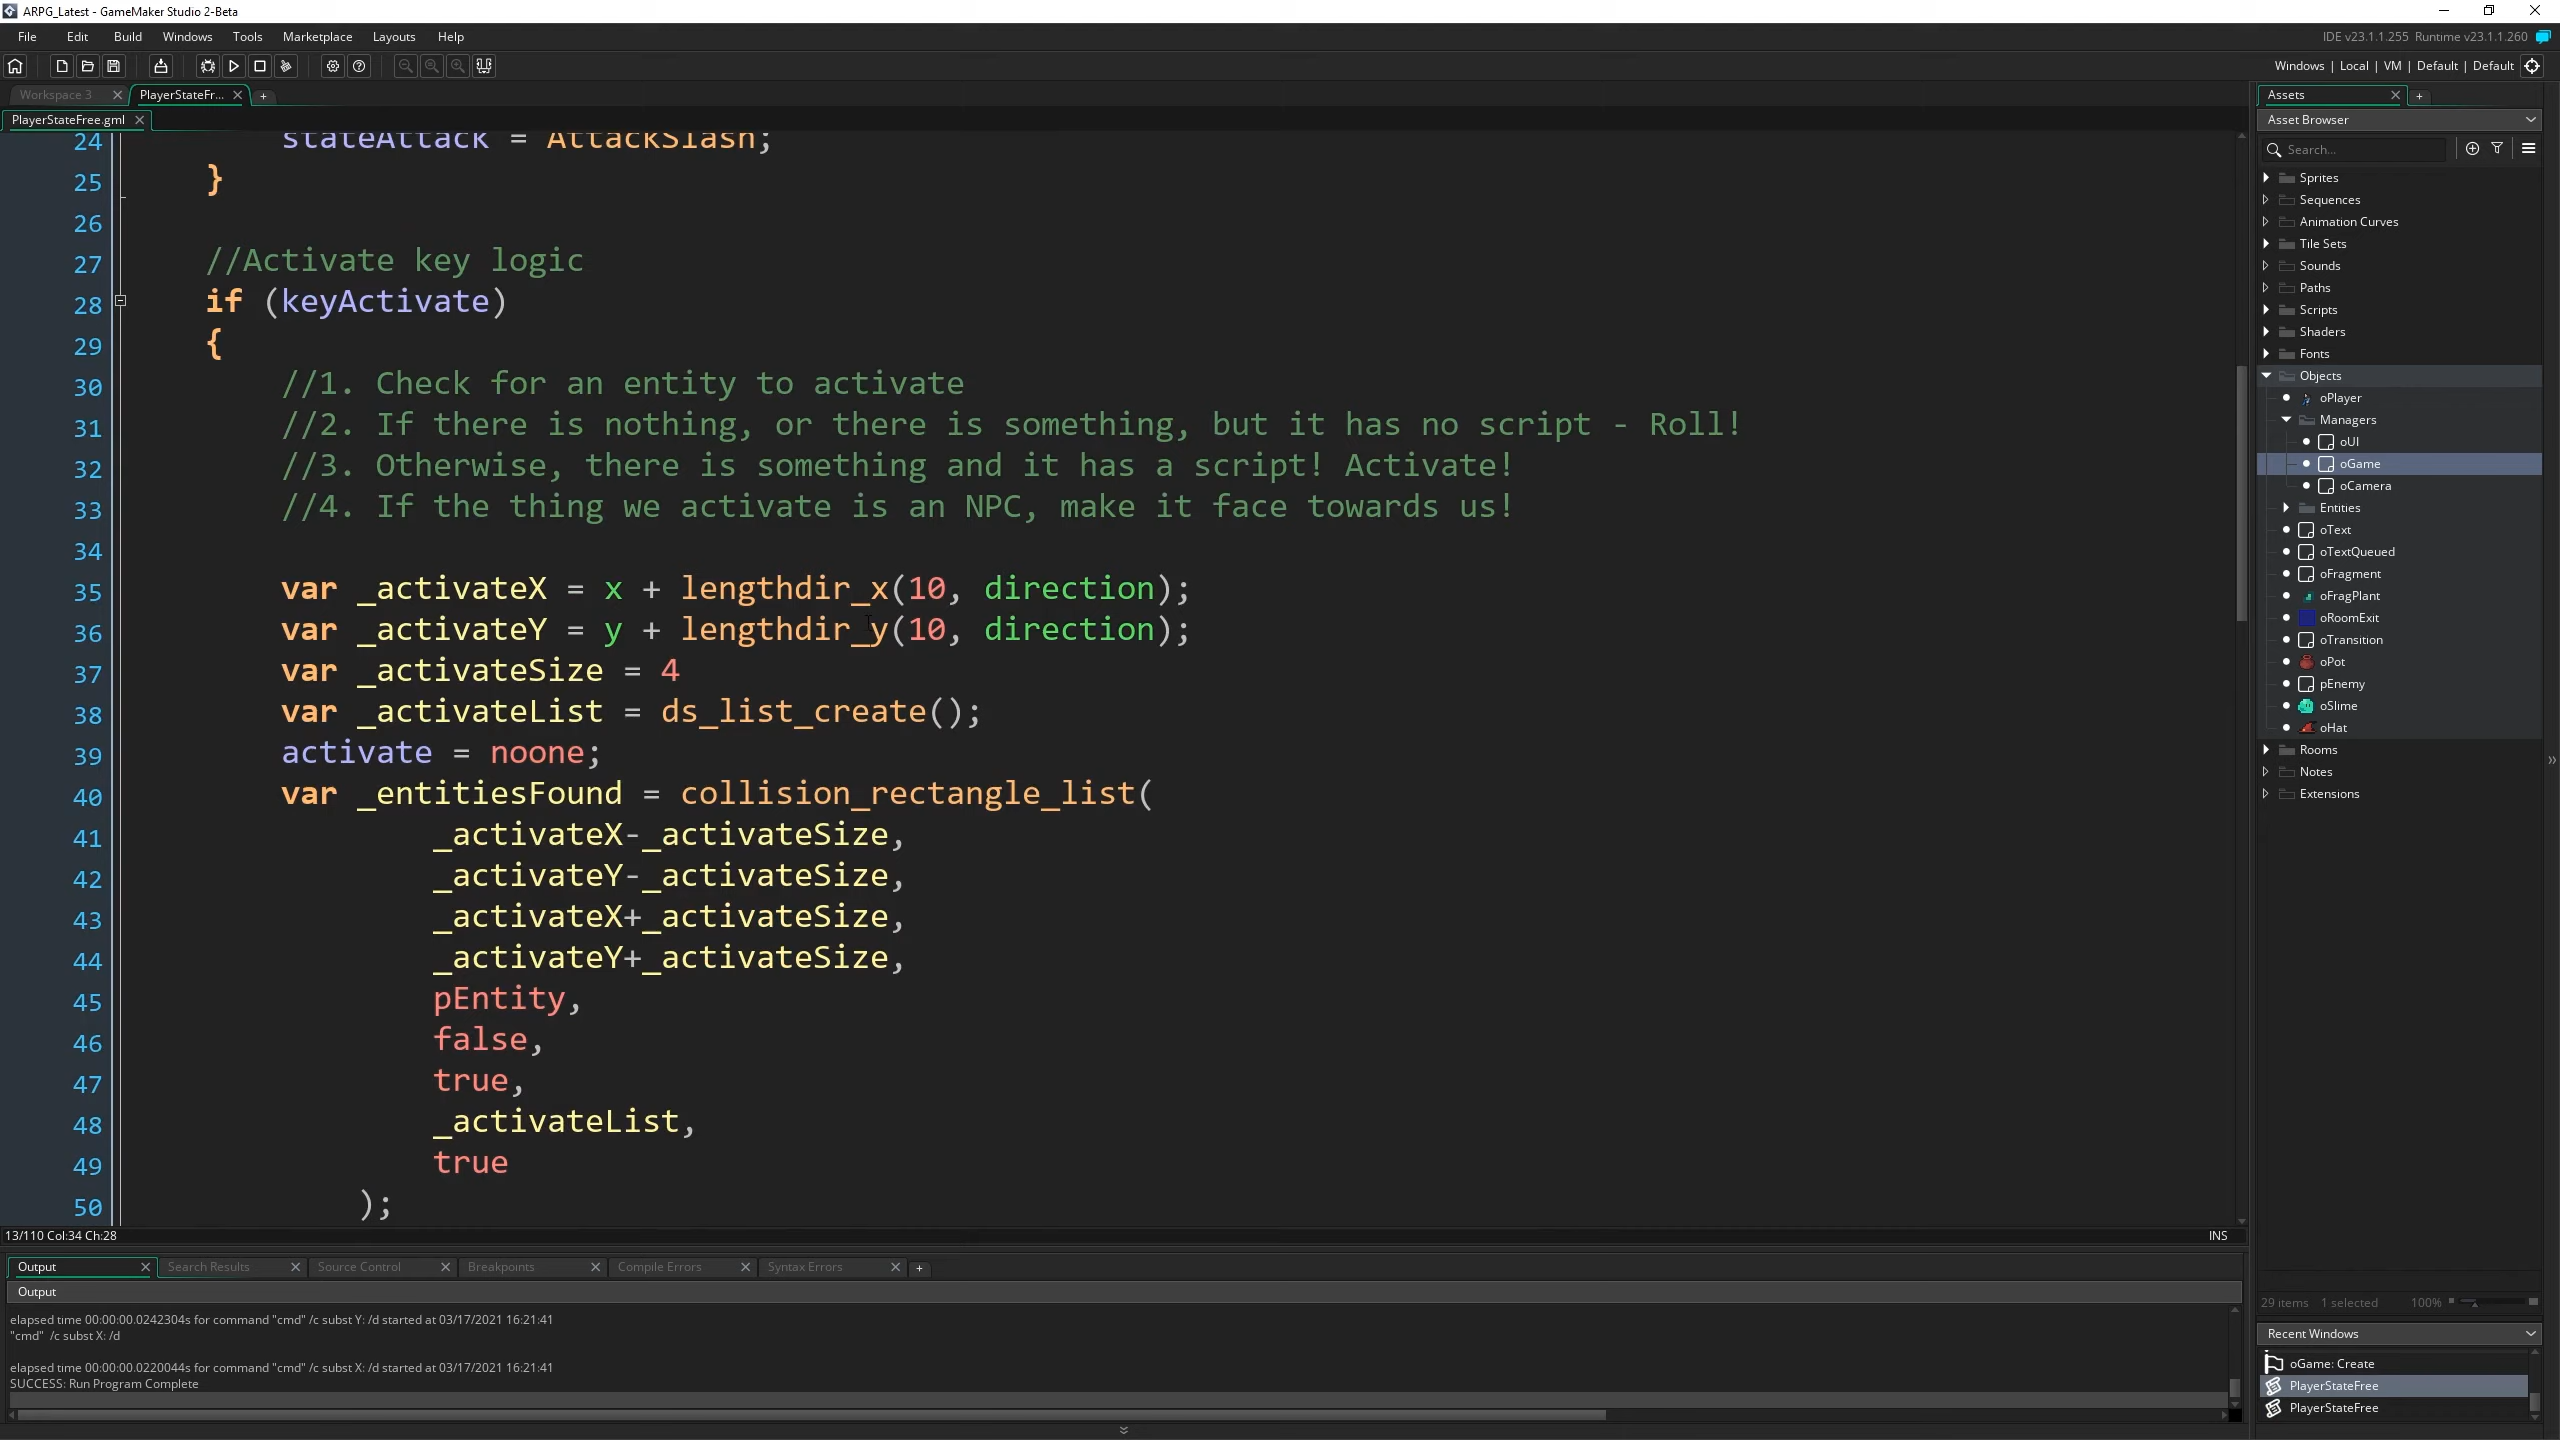 ARPG_Latest - GameMaker Studio 2-Beta
File Edit Build Windows Tools Marketplace Layouts Help
IDE v23.1.1.255 Runtime v23.1.1.260
Windows | Local | VM | Default | Default
Workspace 3
PlayerStateFr...
PlayerStateFree.gml
24 stateAttack = AttackSlash;
25 }
26
27 //Activate key logic
28 if (keyActivate)
29 {
30 //1. Check for an entity to activate
31 //2. If there is nothing, or there is something, but it has no script - Roll!
32 //3. Otherwise, there is something and it has a script! Activate!
33 //4. If the thing we activate is an NPC, make it face towards us!
34
35 var _activateX = x + lengthdir_x(10, direction);
36 var _activateY = y + lengthdir_y(10, direction);
37 var _activateSize = 4
38 var _activateList = ds_list_create();
39 activate = noone;
40 var _entitiesFound = collision_rectangle_list(
41 _activateX-_activateSize,
42 _activateY-_activateSize,
43 _activateX+_activateSize,
44 _activateY+_activateSize,
45 pEntity,
46 false,
47 true,
48 _activateList,
49 true
50 );
13/110 Col:34 Ch:28
INS
Output
Search Results
Source Control
Breakpoints
Compile Errors
Syntax Errors
Output
elapsed time 00:00:00.0242304s for command "cmd" /c subst Y: /d started at 03/17/2021 16:21:41
"cmd" /c subst X: /d
elapsed time 00:00:00.0220044s for command "cmd" /c subst X: /d started at 03/17/2021 16:21:41
SUCCESS: Run Program Complete
Assets
Asset Browser
Search...
Sprites
Sequences
Animation Curves
Tile Sets
Sounds
Paths
Scripts
Shaders
Fonts
Objects
oPlayer
Managers
oUI
oGame
oCamera
Entities
oText
oTextQueued
oFragment
oFragPlant
oRoomExit
oTransition
oPot
pEnemy
oSlime
oHat
Rooms
Notes
Extensions
29 items 1 selected 100%
Recent Windows
oGame: Create
PlayerStateFree
PlayerStateFree